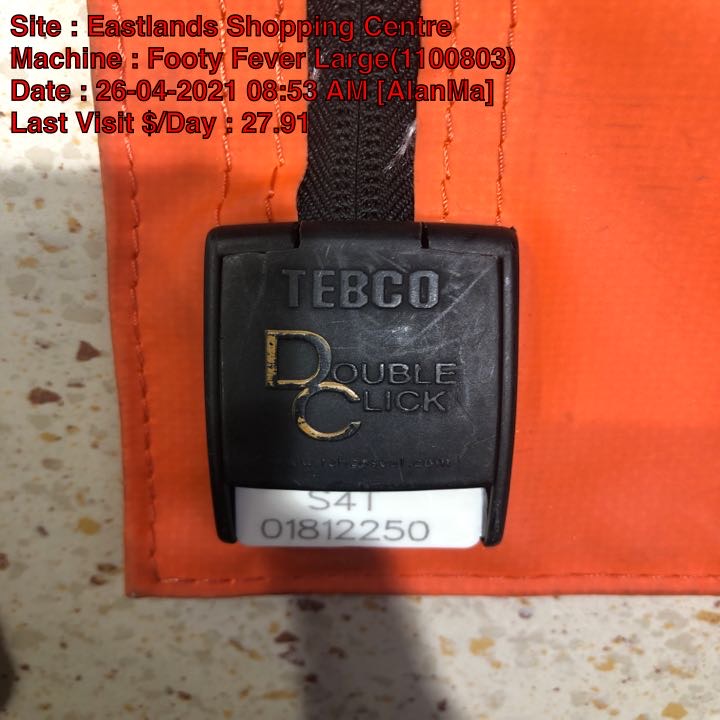 Site : Eastlands Shopping Centre
Machine : Footy Fever Large(1100803)
Date : 26-04-2021 08:53 AM [AlanMa]
Last Visit $/Day : 27.91
TEBCO
DOUBLE
CLICK
S41
01812250